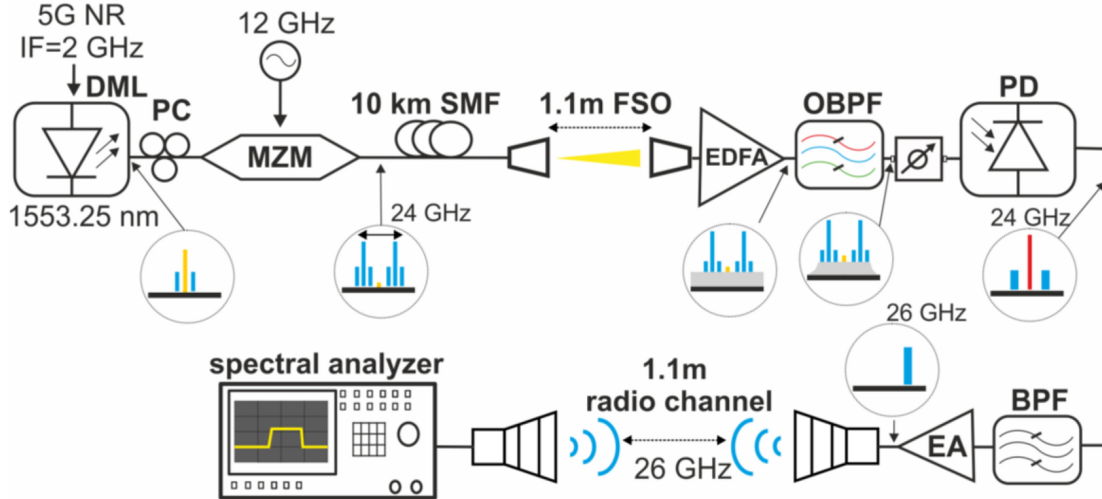 5G NR
IF=2 GHz
12 GHz
DML
PC
MZM
10 km SMF
1.1m FSO
EDFA
OBPF
PD
1553.25 nm
24 GHz
24 GHz
26 GHz
spectral analyzer
1.1m
radio channel
26 GHz
EA
BPF